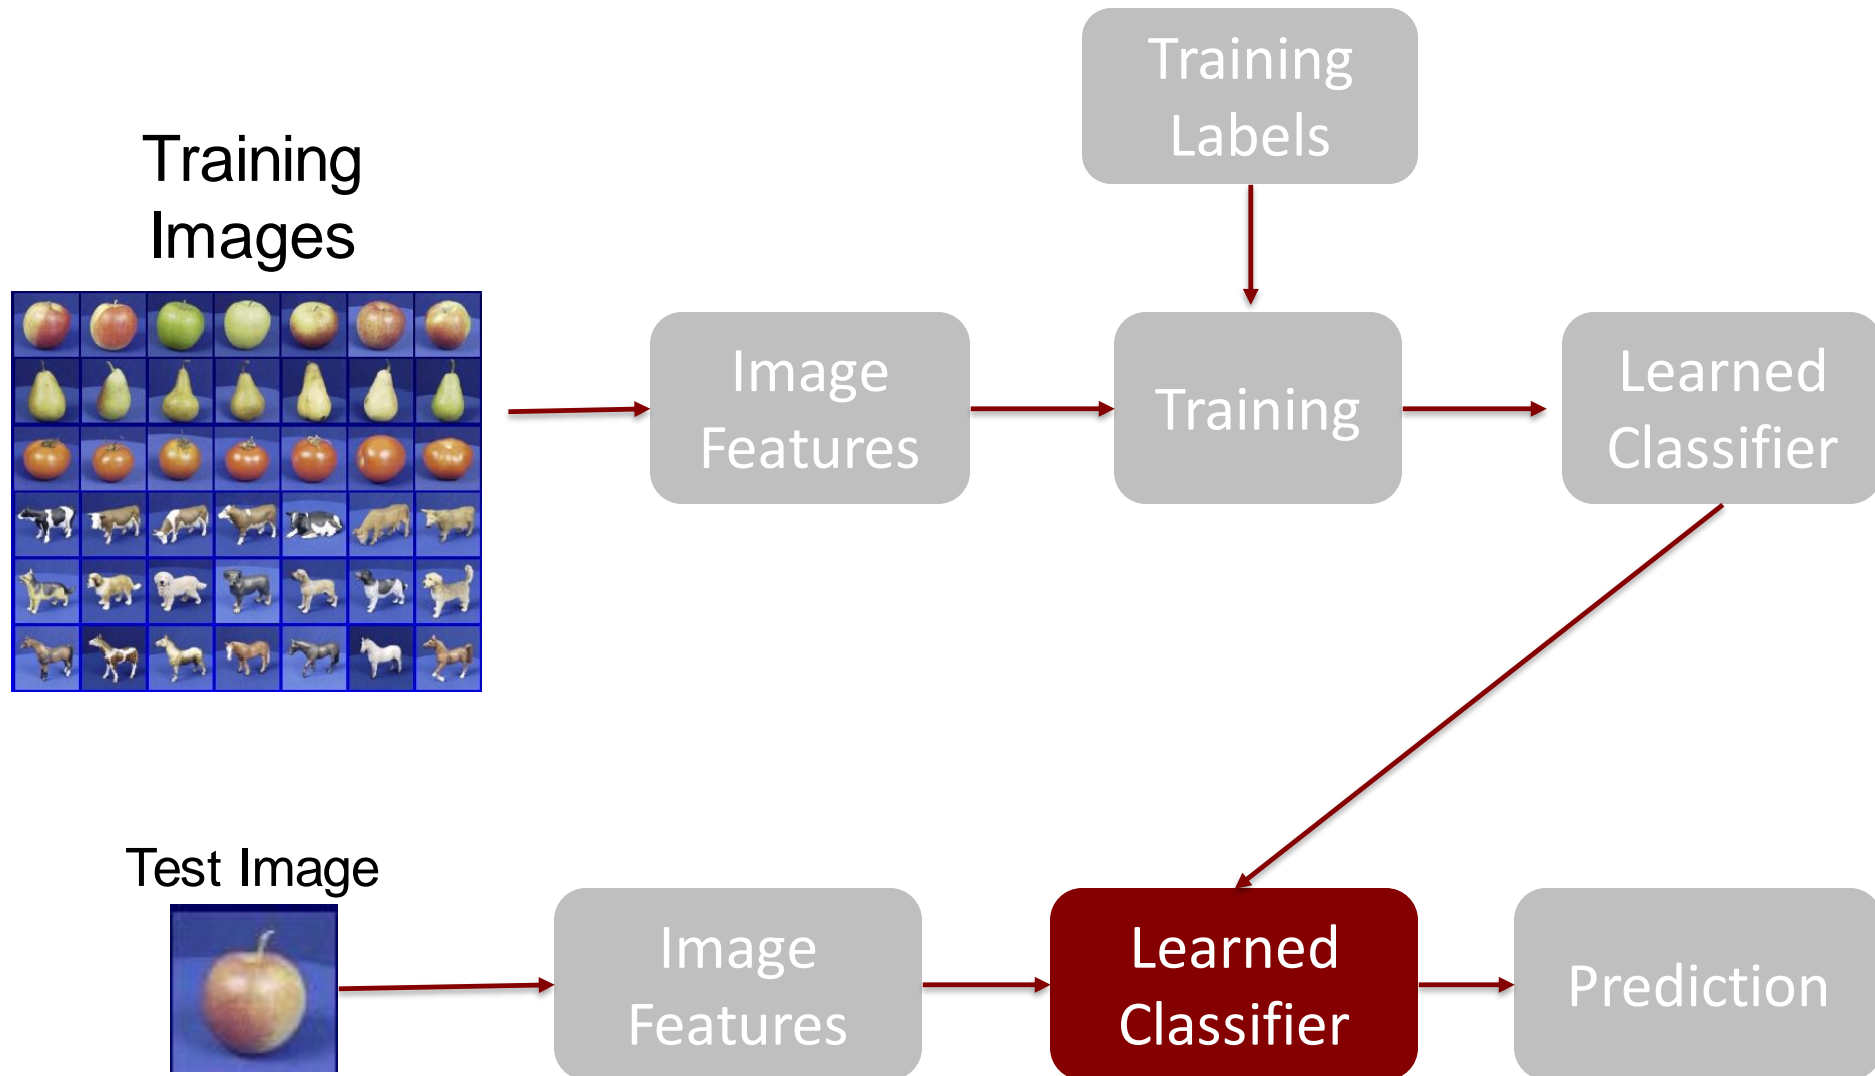 Training
Labels
Training
Images
Image
Features
Training
Learned
Classifier
Test Image
Image
Features
Learned
Classifier
Prediction